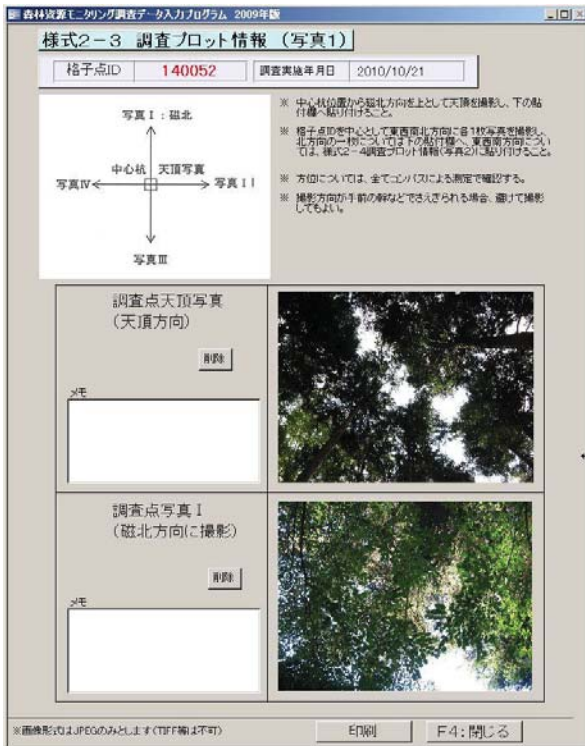 森林資源モニタリング調査データ入力プログラム 2009年版
様式2-3 調査プロット情報 (写真1)
格子点ID 140052 調査実施年月日 2010/10/21
写真Ⅰ:磁北
中心杭 天頂写真
写真Ⅳ 写真II
写真Ⅲ
※ 中心杭位置から磁北方向を上として天頂を撮影し、下の貼
付欄へ貼り付けること。
※ 格子点IDを中心として東西南北方向に各1枚写真を撮影し、
北方向の一枚については下の貼付欄へ、東西南方向につい
ては、様式2-4調査プロット情報(写真2)に貼り付けること。
※ 方位については、全てコンパスによる測定で確認する。
※ 撮影方向が手前の幹などでさえぎられる場合、避けて撮影
してもよい。
調査点天頂写真
(天頂方向)
削除
メモ
調査点写真Ⅰ
(磁北方向に撮影)
削除
メモ
※画像形式はJPEGのみとします(TIFF等は不可)
印刷 F4:閉じる